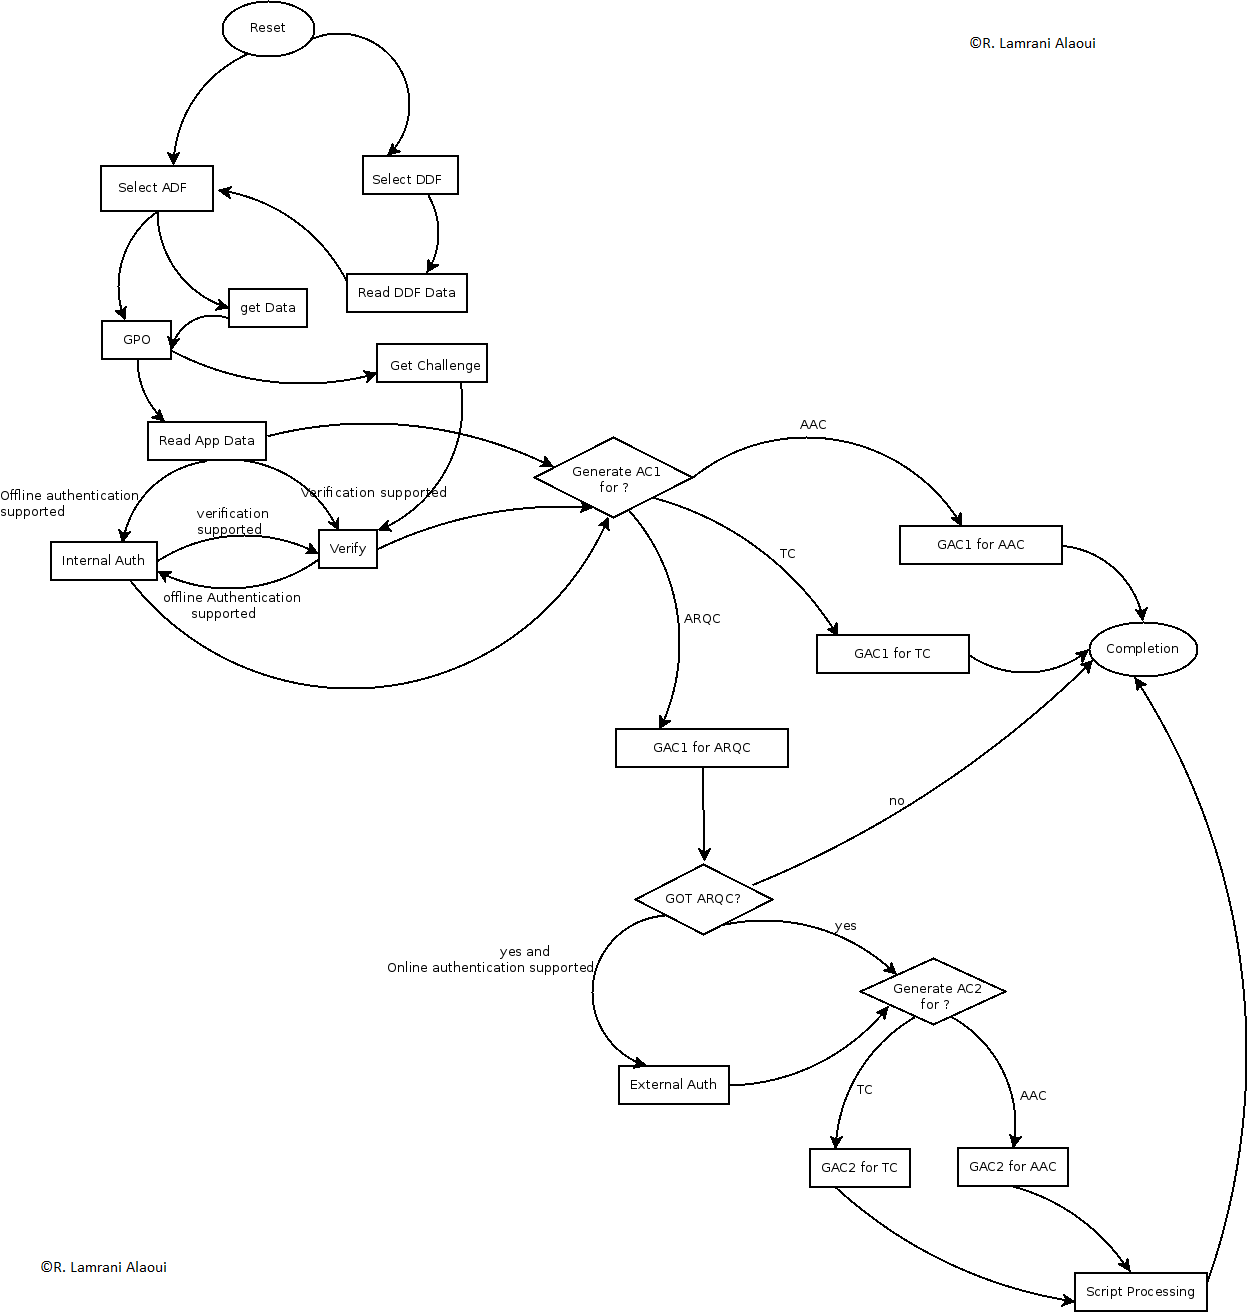 Reset
©R. Lamrani Alaoui
Select ADF
Select DDF
Read DDF Data
get Data
GPO
Get Challenge
Read App Data
AAC
Generate AC1
for ?
Offline authentication
supported
Verification supported
verification
supported
Internal Auth
Verify
GAC1 for AAC
TC
offline Authentication
supported
ARQC
GAC1 for TC
Completion
GAC1 for ARQC
no
GOT ARQC?
yes
yes and
Online authentication supported
Generate AC2
for ?
External Auth
TC
AAC
GAC2 for TC
GAC2 for AAC
©R. Lamrani Alaoui
Script Processing